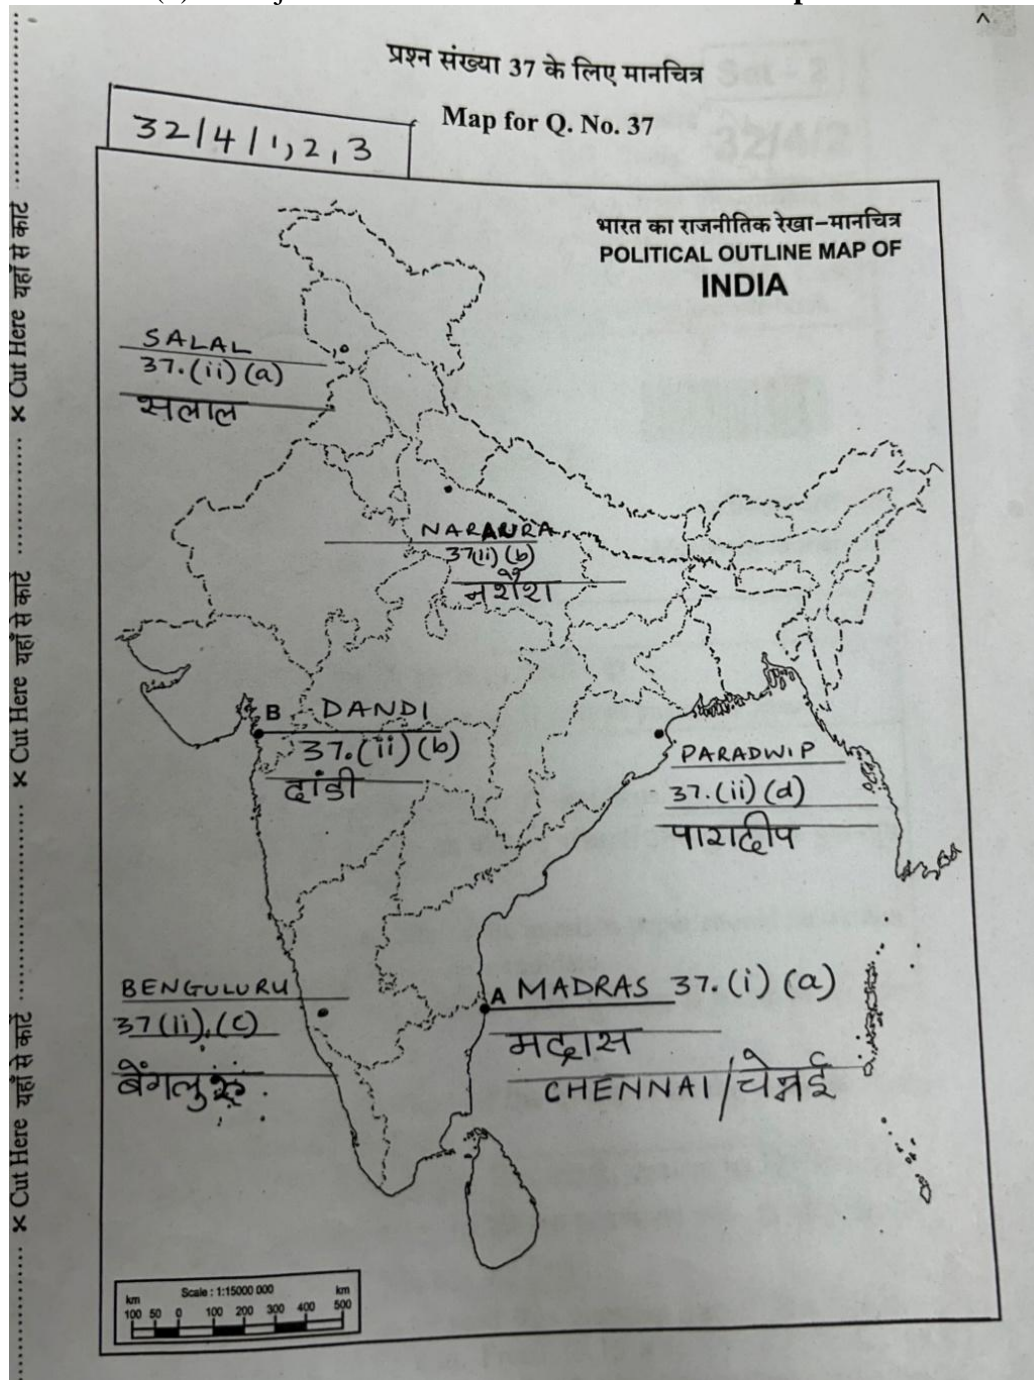 प्रश्न संख्या 37 के लिए मानचित्र
Map for Q. No. 37
32/4/1,2,3
भारत का राजनीतिक रेखा-मानचित्र
POLITICAL OUTLINE MAP OF
INDIA
SALAL
37.(ii) (a)
सलाल
NARAURA
37(ii) (b)
नरौरा
B DANDI
37.(ii) (b)
दांडी
PARADWIP
37.(ii) (d)
पारादीप
BENGULURU
37(ii).(c)
बेंगलुरू
A MADRAS 37.(i) (a)
मद्रास
CHENNAI/चेन्नई
Scale : 1:15000 000
km km
100 50 0 100 200 300 400 500
× Cut Here यहाँ से काटें
× Cut Here यहाँ से काटें
× Cut Here यहाँ से काटें